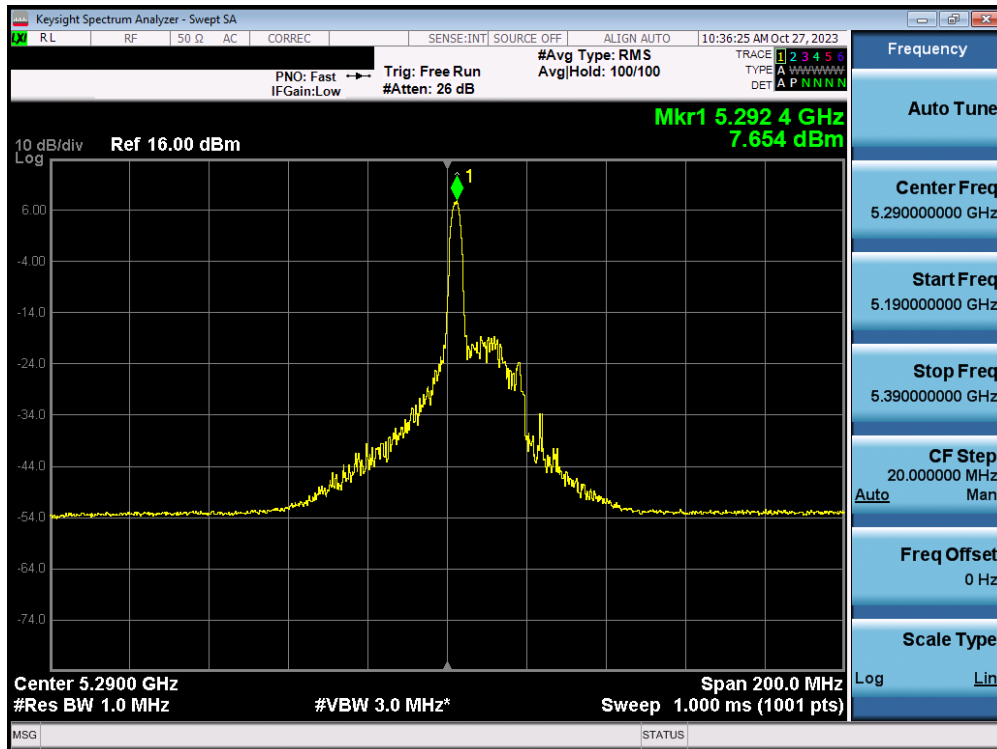 Keysight Spectrum Analyzer - Swept SA
LXI RL RF 50 Ω AC CORREC SENSE:INT SOURCE OFF ALIGN AUTO 10:36:25 AM Oct 27, 2023
PNO: Fast Trig: Free Run #Avg Type: RMS TRACE 1 2 3 4 5 6
IFGain:Low #Atten: 26 dB Avg|Hold: 100/100 TYPE A WWWWW
DET A P N N N N
Mkr1 5.292 4 GHz
7.654 dBm
10 dB/div Ref 16.00 dBm
Log
1
6.00
-4.00
-14.0
-24.0
-34.0
-44.0
-54.0
-64.0
-74.0
Center 5.2900 GHz Span 200.0 MHz
#Res BW 1.0 MHz #VBW 3.0 MHz* Sweep 1.000 ms (1001 pts)
MSG STATUS
Frequency
Auto Tune
Center Freq
5.290000000 GHz
Start Freq
5.190000000 GHz
Stop Freq
5.390000000 GHz
CF Step
20.000000 MHz
Auto Man
Freq Offset
0 Hz
Scale Type
Log Lin